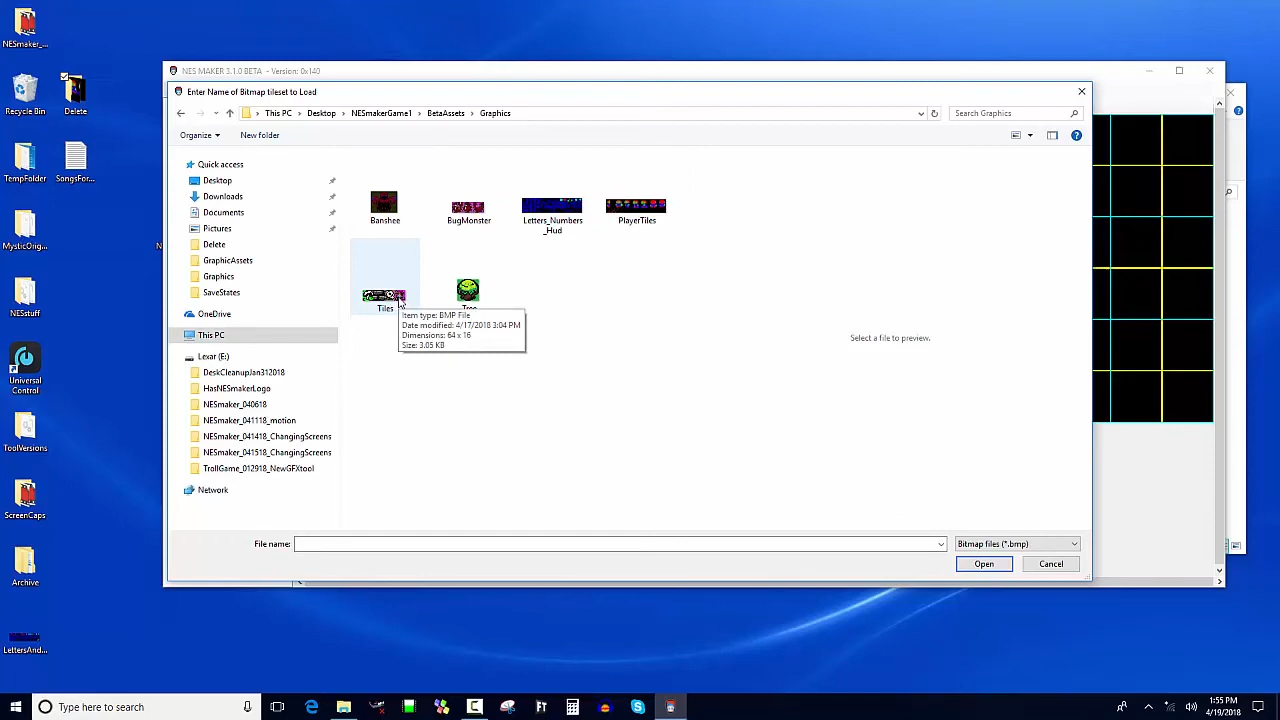 NESmaker_...
Recycle Bin
Delete
TempFolder
SongsFor...
MysticOrig...
NEStuff
Universal
Control
ToolVersions
ScreenCaps
Archive
LettersAnd...
NES MAKER 3.1.0 BETA - Version: 0x140
Enter Name of Bitmap tileset to Load
This PC > Desktop > NESmakerGame1 > BetaAssets > Graphics
Search Graphics
Organize
New folder
Quick access
Desktop
Downloads
Documents
Pictures
Delete
GraphicAssets
Graphics
SaveStates
OneDrive
This PC
Lexar (E:)
DeskCleanupJan312018
HasNESmakerLogo
NESmaker_040618
NESmaker_041118_motion
NESmaker_041418_ChangingScreens
NESmaker_041518_ChangingScreens
TrollGame_012918_NewGFXtool
Network
Banshee
BugMonster
Letters_Numbers
_Hud
PlayerTiles
Tiles
Item type: BMP File
Date modified: 4/17/2018 3:04 PM
Dimensions: 64 x 16
Size: 3.05 KB
Select a file to preview.
File name:
Bitmap files (*.bmp)
Open
Cancel
Type here to search
1:55 PM
4/19/2018